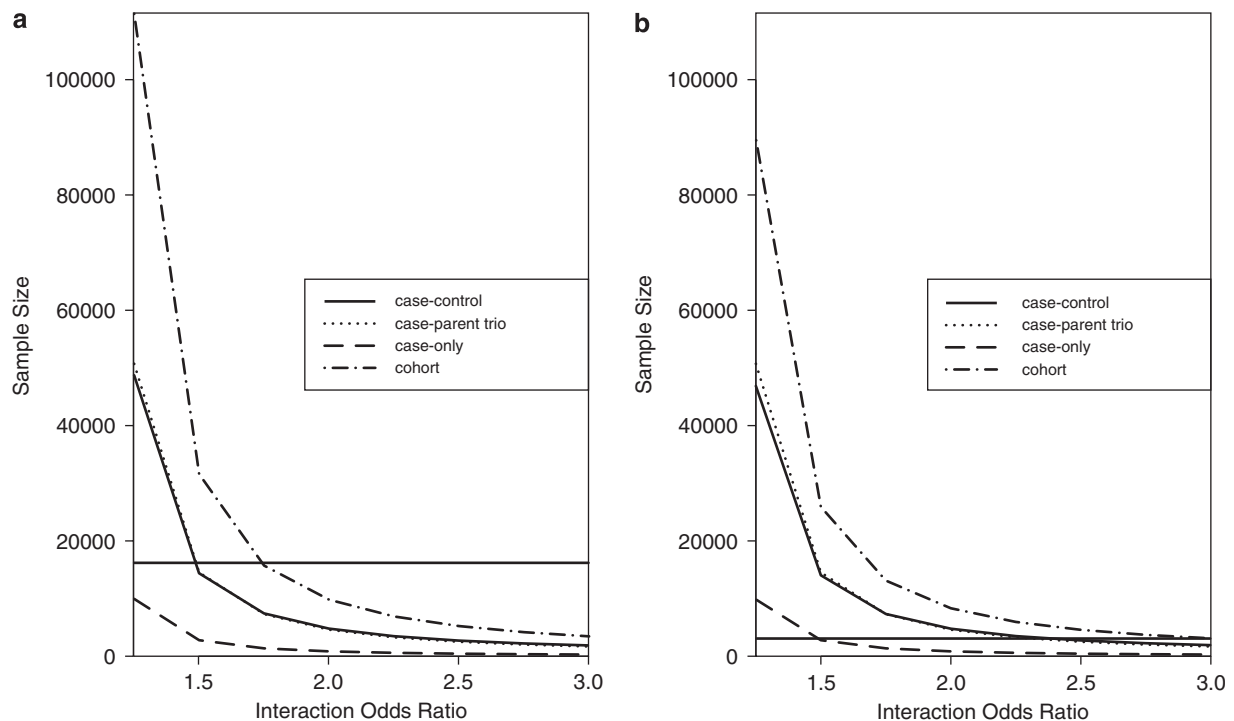 a
Sample Size
100000
80000
60000
40000
20000
0
case-control
case-parent trio
case-only
cohort
1.5
2.0
2.5
3.0
Interaction Odds Ratio
b
Sample Size
100000
80000
60000
40000
20000
0
case-control
case-parent trio
case-only
cohort
1.5
2.0
2.5
3.0
Interaction Odds Ratio